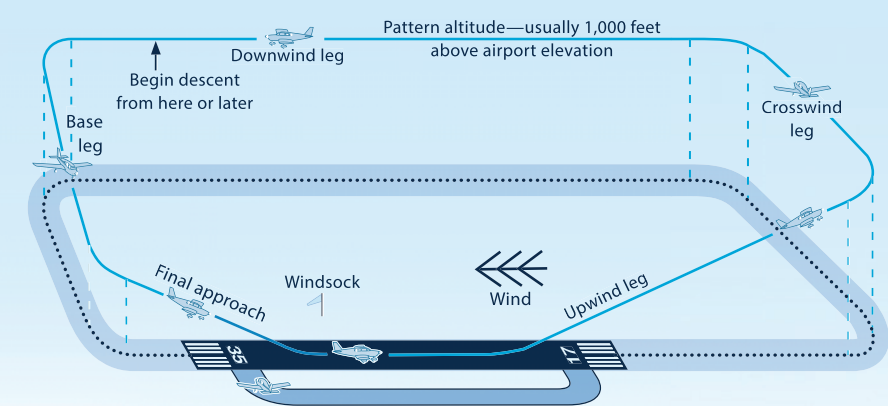 Pattern altitude—usually 1,000 feet
above airport elevation
Downwind leg
Begin descent
from here or later
Crosswind
leg
Base
leg
Final approach
Windsock
Wind
Upwind leg
35
17